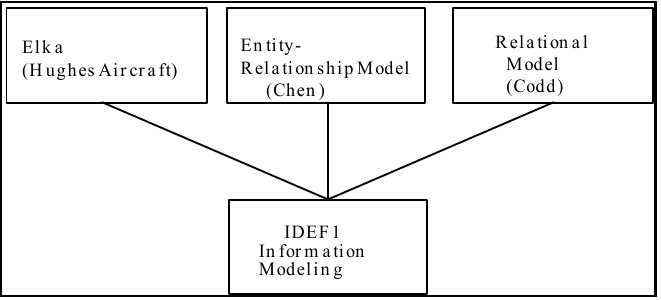 Elka
(Hughes Aircraft)
Entity-
Relationship Model
(Chen)
Relational
Model
(Codd)
IDEF1
Information
Modeling